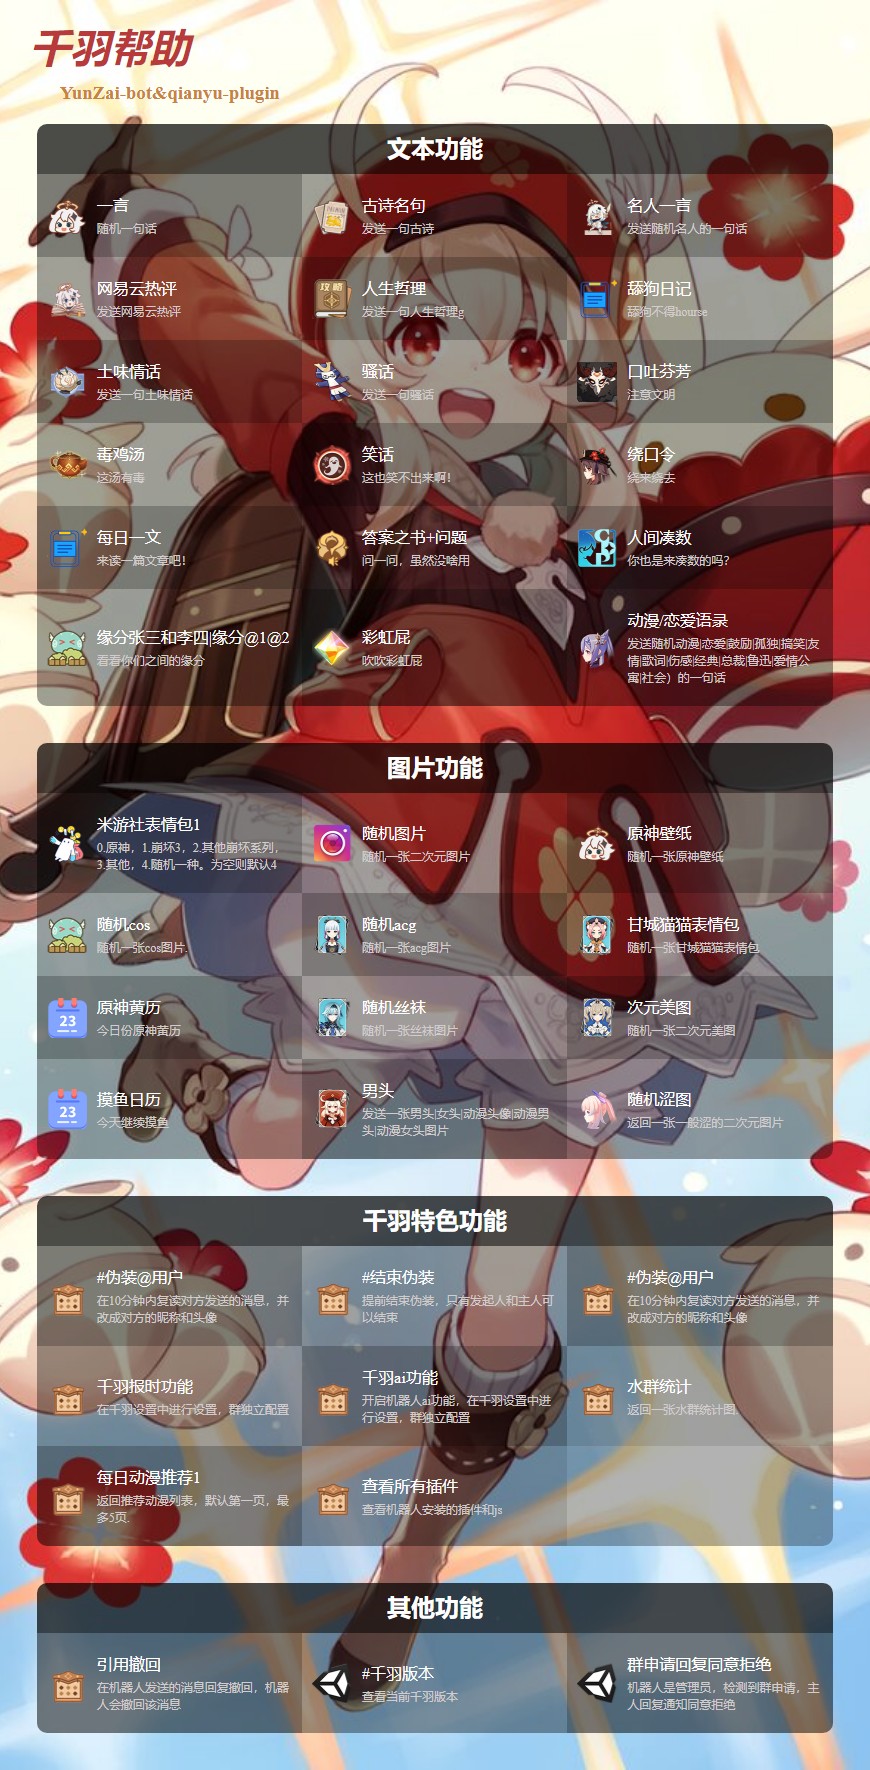 千羽帮助
YunZai-bot&qianyu-plugin
文本功能
一言
随机一句话
古诗名句
发送一句古诗
名人一言
发送随机名人的一句话
网易云热评
发送网易云热评
人生哲理
发送一句人生哲理g
舔狗日记
舔狗不得hourse
土味情话
发送一句土味情话
骚话
发送一句骚话
口吐芬芳
注意文明
毒鸡汤
这汤有毒
笑话
这也笑不出来啊!
绕口令
绕来绕去
每日一文
来读一篇文章吧!
答案之书+问题
问一问，虽然没啥用
人间凑数
你也是来凑数的吗?
缘分张三和李四|缘分@1@2
看看你们之间的缘分
彩虹屁
吹吹彩虹屁
动漫/恋爱语录
发送随机动漫|恋爱|鼓励|孤独|搞笑|友
情|歌词|伤感|经典|总裁|鲁迅|爱情公
寓|社会）的一句话
图片功能
米游社表情包1
0.原神，1.崩坏3，2.其他崩坏系列，
3.其他，4.随机一种。为空则默认4
随机图片
随机一张二次元图片
原神壁纸
随机一张原神壁纸
随机cos
随机一张cos图片.
随机acg
随机一张acg图片
甘城猫猫表情包
随机一张甘城猫猫表情包
原神黄历
今日份原神黄历
随机丝袜
随机一张丝袜图片
次元美图
随机一张二次元美图
摸鱼日历
今天继续摸鱼
男头
发送一张男头|女头|动漫头像|动漫男
头|动漫女头图片
随机涩图
返回一张一般涩的二次元图片
23
23
千羽特色功能
#伪装@用户
在10分钟内复读对方发送的消息，并
改成对方的昵称和头像
#结束伪装
提前结束伪装，只有发起人和主人可
以结束
#伪装@用户
在10分钟内复读对方发送的消息，并
改成对方的昵称和头像
千羽报时功能
在千羽设置中进行设置，群独立配置
千羽ai功能
开启机器人ai功能，在千羽设置中进
行设置，群独立配置
水群统计
返回一张水群统计图.
每日动漫推荐1
返回推荐动漫列表，默认第一页，最
多5页.
查看所有插件
查看机器人安装的插件和js
其他功能
引用撤回
在机器人发送的消息回复撤回，机器
人会撤回该消息
#千羽版本
查看当前千羽版本
群申请回复同意拒绝
机器人是管理员，检测到群申请，主
人回复通知同意拒绝